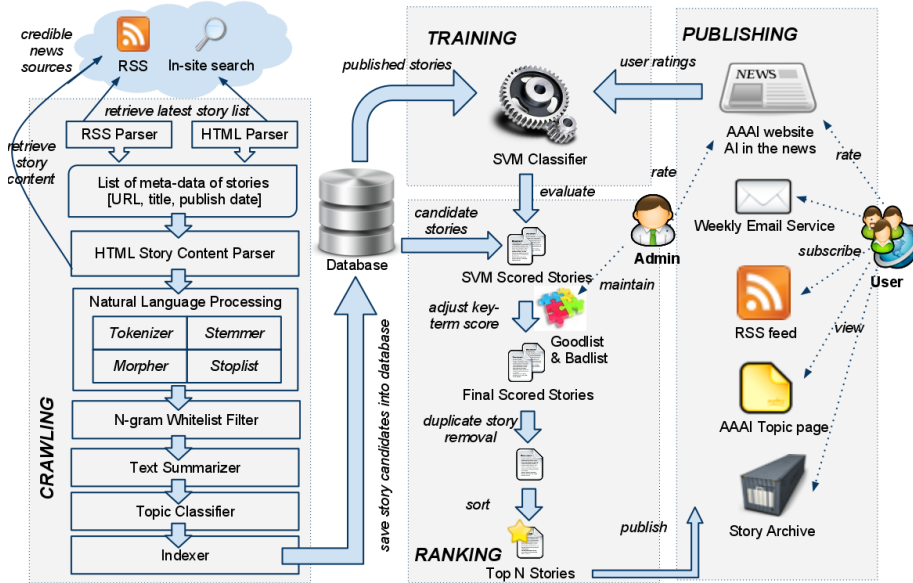 credible
news
sources
RSS
In-site search
retrieve latest story list
RSS Parser
HTML Parser
retrieve
story
content
List of meta-data of stories
[URL, title, publish date]
HTML Story Content Parser
Natural Language Processing
Tokenizer
Stemmer
Morpher
Stoplist
N-gram Whitelist Filter
Text Summarizer
Topic Classifier
Indexer
CRAWLING
save story candidates into database
Database
published stories
TRAINING
SVM Classifier
user ratings
evaluate
candidate
stories
SVM Scored Stories
adjust key-
term score
Goodlist
& Badlist
Final Scored Stories
duplicate story
removal
sort
RANKING
Top N Stories
publish
rate
Admin
maintain
PUBLISHING
NEWS
AAAI website
AI in the news
rate
Weekly Email Service
subscribe
User
RSS feed
view
AAAI Topic page
Story Archive